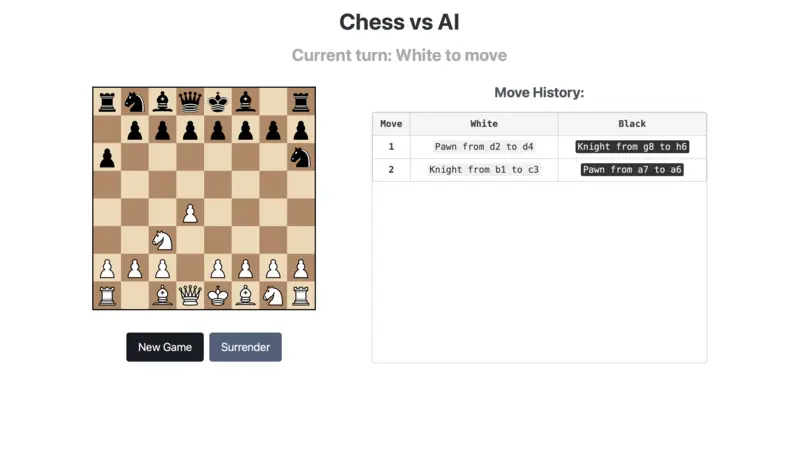 Chess vs AI
Current turn: White to move
Move History:
Move White Black
1 Pawn from d2 to d4 Knight from g8 to h6
2 Knight from b1 to c3 Pawn from a7 to a6
New Game Surrender